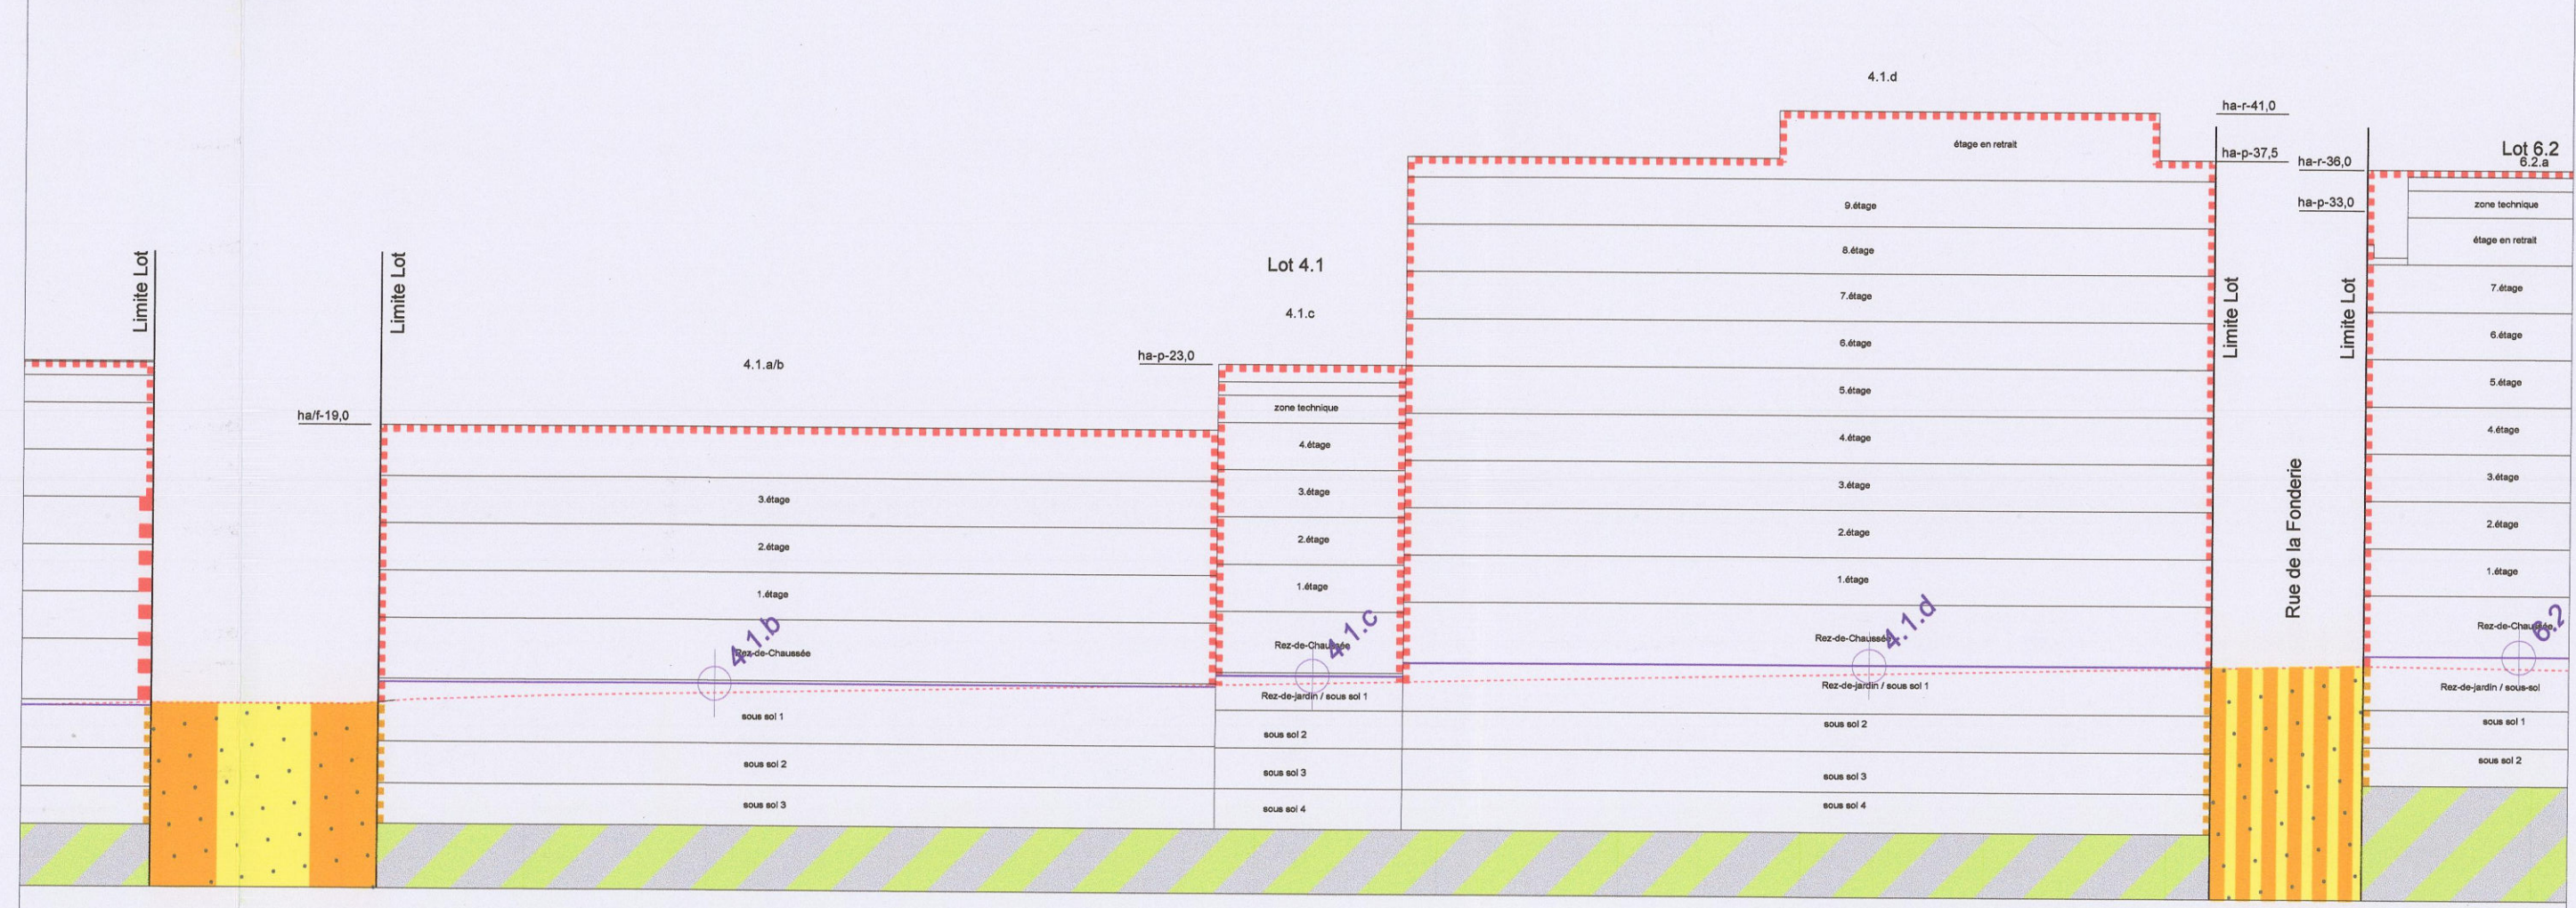 Limite Lot
Limite Lot
ha/f-19,0
4.1.a/b
3.étage
2.étage
1.étage
4.1.b
Rez-de-Chaussée
sous sol 1
sous sol 2
sous sol 3
Lot 4.1
4.1.c
ha-p-23,0
zone technique
4.étage
3.étage
2.étage
1.étage
4.1.c
Rez-de-Chaussée
Rez-de-jardin / sous sol 1
sous sol 2
sous sol 3
sous sol 4
4.1.d
étage en retrait
9.étage
8.étage
7.étage
6.étage
5.étage
4.étage
3.étage
2.étage
1.étage
4.1.d
Rez-de-Chaussée
Rez-de-jardin / sous sol 1
sous sol 2
sous sol 3
sous sol 4
ha-r-41,0
ha-p-37,5
Limite Lot
Rue de la Fonderie
ha-r-36,0
ha-p-33,0
Limite Lot
Lot 6.2
6.2.a
zone technique
étage en retrait
7.étage
6.étage
5.étage
4.étage
3.étage
2.étage
1.étage
Rez-de-Chaussée
6.2
Rez-de-jardin / sous-sol
sous sol 1
sous sol 2